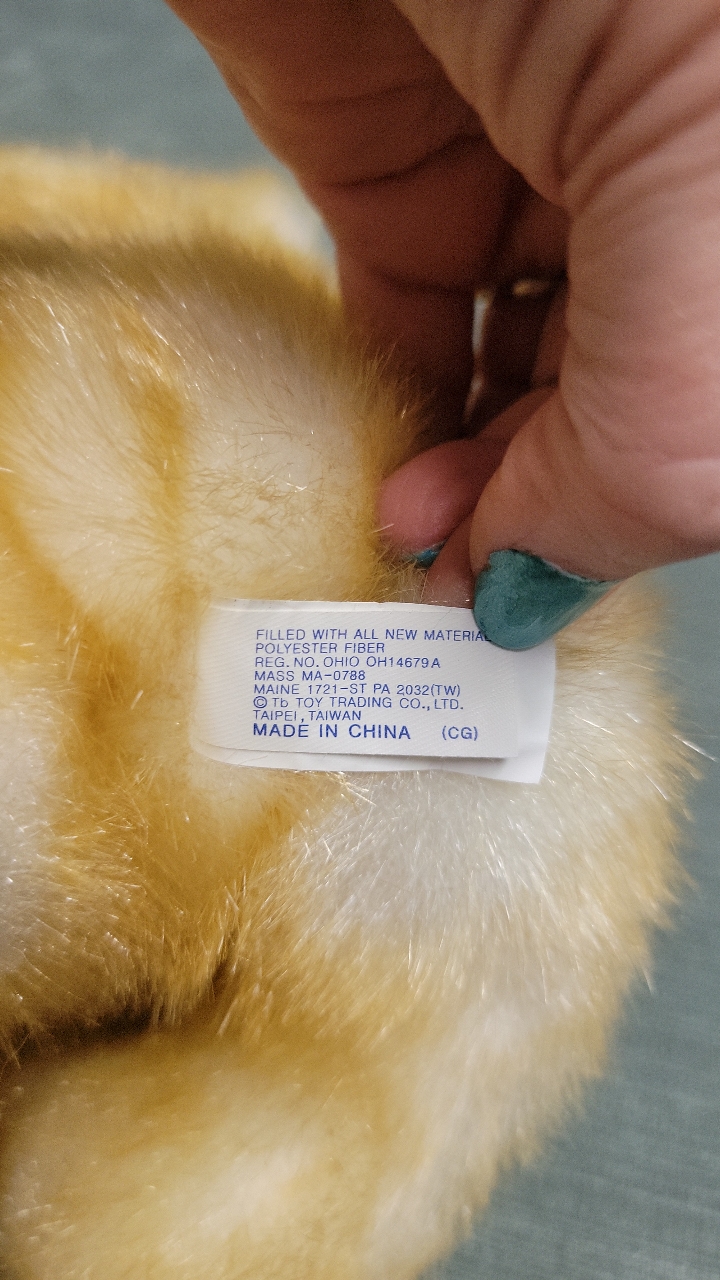 FILLED WITH ALL NEW MATERIAL
POLYESTER FIBER
REG. NO. OHIO OH14679A
MASS MA-0788
MAINE 1721-ST PA 2032(TW)
© Tb TOY TRADING CO., LTD.
TAIPEI, TAIWAN
MADE IN CHINA (CG)